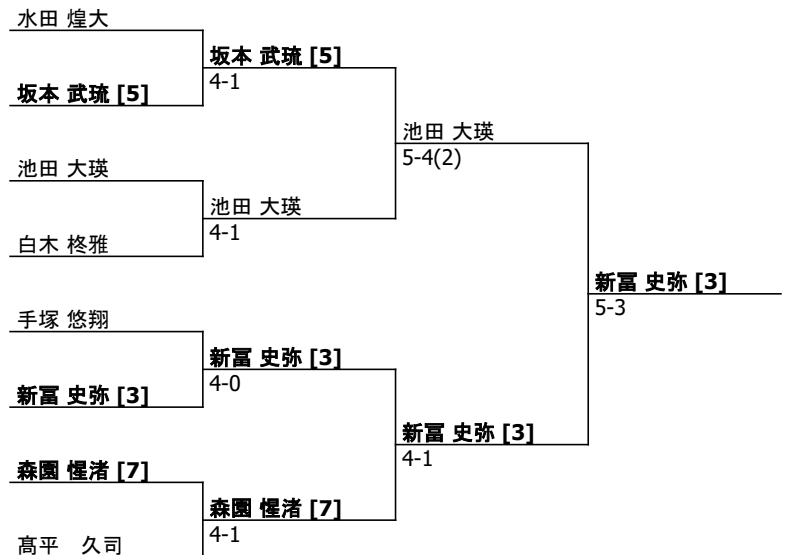 水田 煌大
坂本 武琉 [5]
4-1
坂本 武琉 [5]
池田 大瑛
5-4(2)
池田 大瑛
池田 大瑛
4-1
白木 柊雅
新冨 史弥 [3]
5-3
手塚 悠翔
新冨 史弥 [3]
4-0
新冨 史弥 [3]
新冨 史弥 [3]
4-1
森園 惺渚 [7]
森園 惺渚 [7]
4-1
髙平　久司